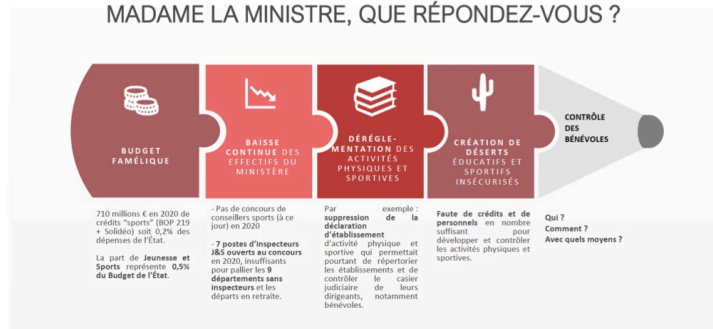 MADAME LA MINISTRE, QUE RÉPONDEZ-VOUS ?
BUDGET
FAMÉLIQUE
BAISSE
CONTINUE DES
EFFECTIFS DU
MINISTÈRE
DÉRÉGLE-
MENTATION DES
ACTIVITÉS
PHYSIQUES ET
SPORTIVES
CRÉATION DE
DÉSERTS
ÉDUCATIFS ET
SPORTIFS
INSÉCURISÉS
CONTRÔLE
DES
BÉNÉVOLES
710 millions € en 2020 de
crédits “sports” (BOP 219
+ Solidéo) soit 0,2% des
dépenses de l’État.
La part de Jeunesse et
Sports représente 0,5%
du Budget de l’État.
- Pas de concours de
conseillers sports (à ce
jour) en 2020
- 7 postes d’inspecteurs
J&S ouverts au concours
en 2020, insuffisants
pour pallier les 9
départements sans
inspecteurs et les
départs en retraite.
Par exemple :
suppression de la
déclaration
d’établissement
d’activité physique et
sportive qui permettait
pourtant de répertorier
les établissements et de
contrôler le casier
judiciaire de leurs
dirigeants, notamment
bénévoles.
Faute de crédits et de
personnels en nombre
suffisant pour
développer et contrôler
les activités physiques et
sportives.
Qui ?
Comment ?
Avec quels moyens ?